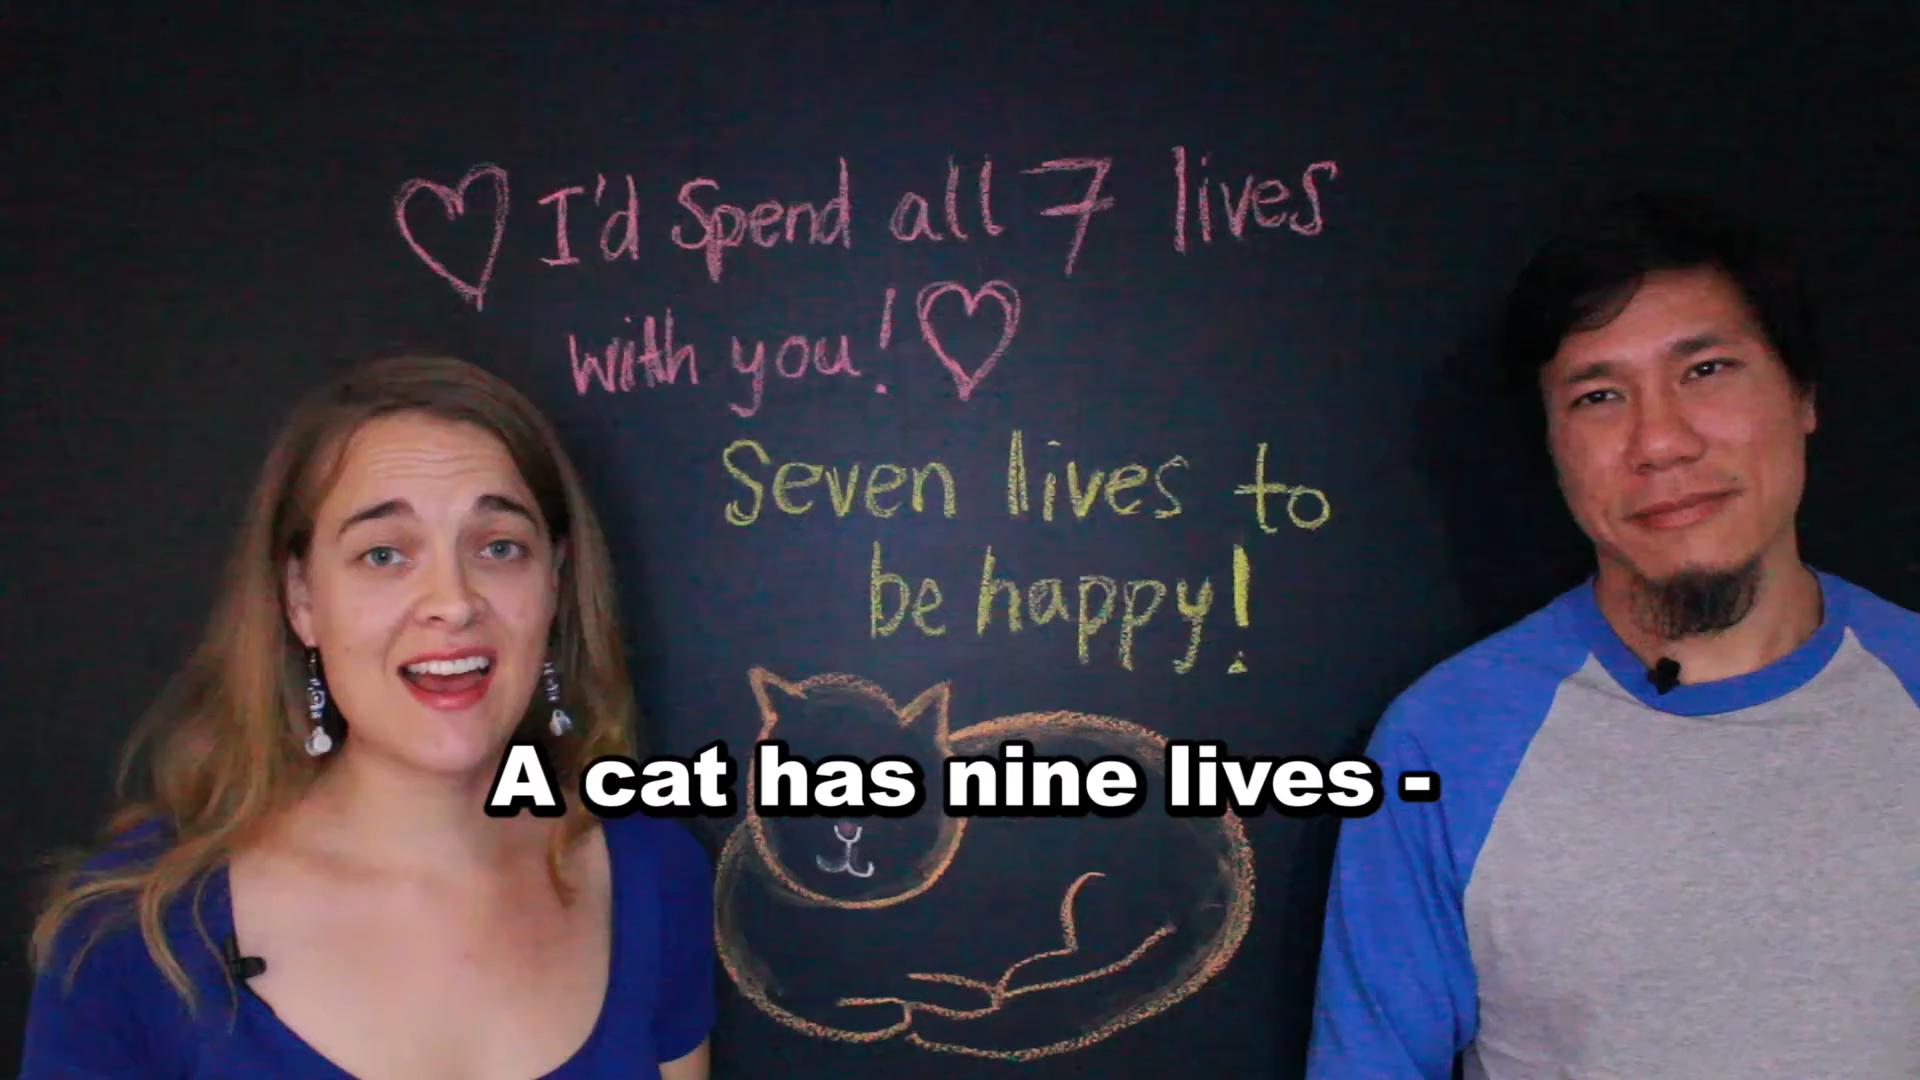 I'd Spend all 7 lives
with you!
Seven lives to
be happy!
A cat has nine lives -